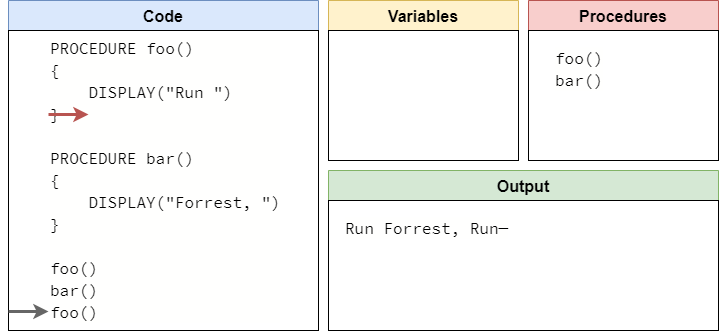 Code
PROCEDURE foo()
{
    DISPLAY("Run ")
}
PROCEDURE bar()
{
    DISPLAY("Forrest, ")
}
foo()
bar()
foo()
Variables
Procedures
foo()
bar()
Output
Run Forrest, Run—